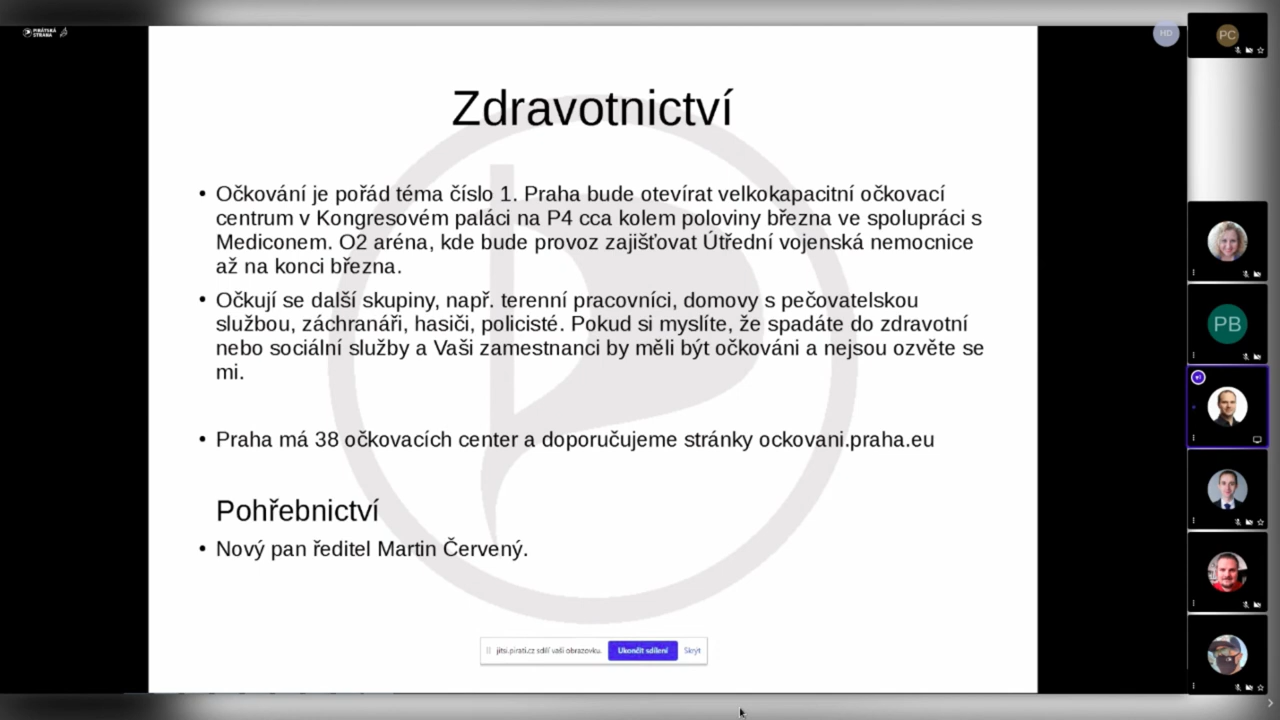 PIRÁTSKÁ
STRANA
HD
PC
Zdravotnictví
• Očkování je pořád téma číslo 1. Praha bude otevírat velkokapacitní očkovací
centrum v Kongresovém paláci na P4 cca kolem poloviny března ve spolupráci s
Mediconem. O2 aréna, kde bude provoz zajišťovat Útřední vojenská nemocnice
až na konci března.
• Očkují se další skupiny, např. terenní pracovníci, domovy s pečovatelskou
službou, záchranáři, hasiči, policisté. Pokud si myslíte, že spadáte do zdravotní
nebo sociální služby a Vaši zamestnanci by měli být očkováni a nejsou ozvěte se
mi.
• Praha má 38 očkovacích center a doporučujeme stránky ockovani.praha.eu
Pohřebnictví
• Nový pan ředitel Martin Červený.
jitsi.pirati.cz sdílí vaši obrazovku.
Ukončit sdílení
Skrýt
PB